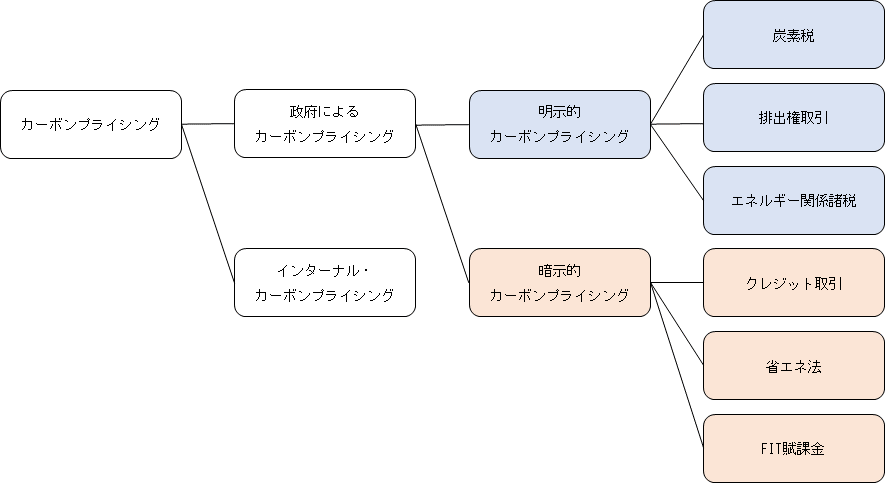 カーボンプライシング
政府による
カーボンプライシング
インターナル・
カーボンプライシング
明示的
カーボンプライシング
暗示的
カーボンプライシング
炭素税
排出権取引
エネルギー関係諸税
クレジット取引
省エネ法
FIT賦課金